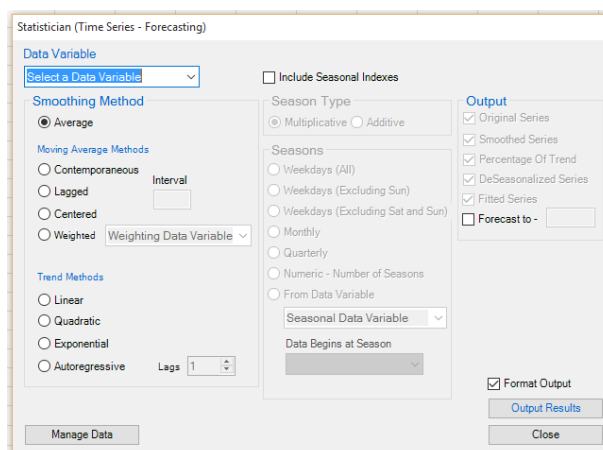 Statistician (Time Series - Forecasting)
Data Variable
Select a Data Variable
Include Seasonal Indexes
Smoothing Method
Average
Moving Average Methods
Contemporaneous
Interval
Lagged
Centered
Weighted
Weighting Data Variable
Trend Methods
Linear
Quadratic
Exponential
Autoregressive
Lags
1
Season Type
Multiplicative
Additive
Seasons
Weekdays (All)
Weekdays (Excluding Sun)
Weekdays (Excluding Sat and Sun)
Monthly
Quarterly
Numeric - Number of Seasons
From Data Variable
Seasonal Data Variable
Data Begins at Season
Output
Original Series
Smoothed Series
Percentage Of Trend
DeSeasonalized Series
Fitted Series
Forecast to -
Format Output
Output Results
Manage Data
Close